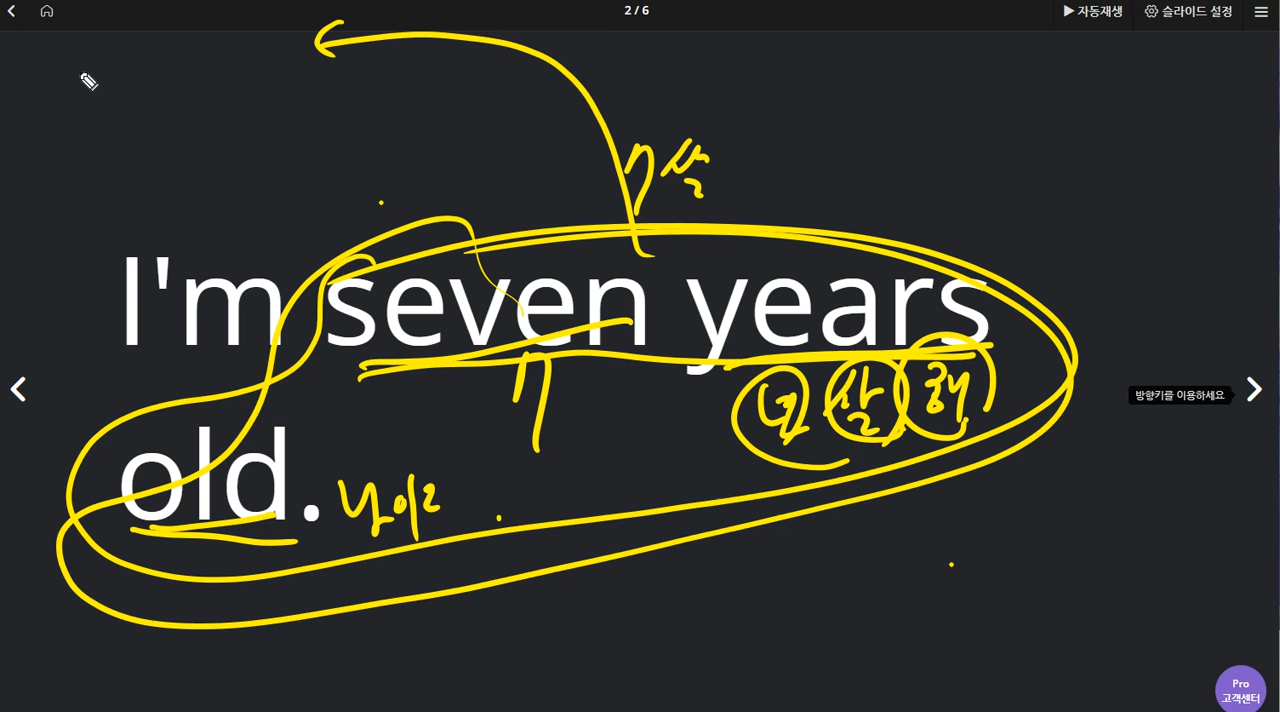 2 / 6
자동재생
슬라이드 설정
7살
I'm seven years
7
년 살 해
방향키를 이용하세요
old.
나이
Pro
고객센터